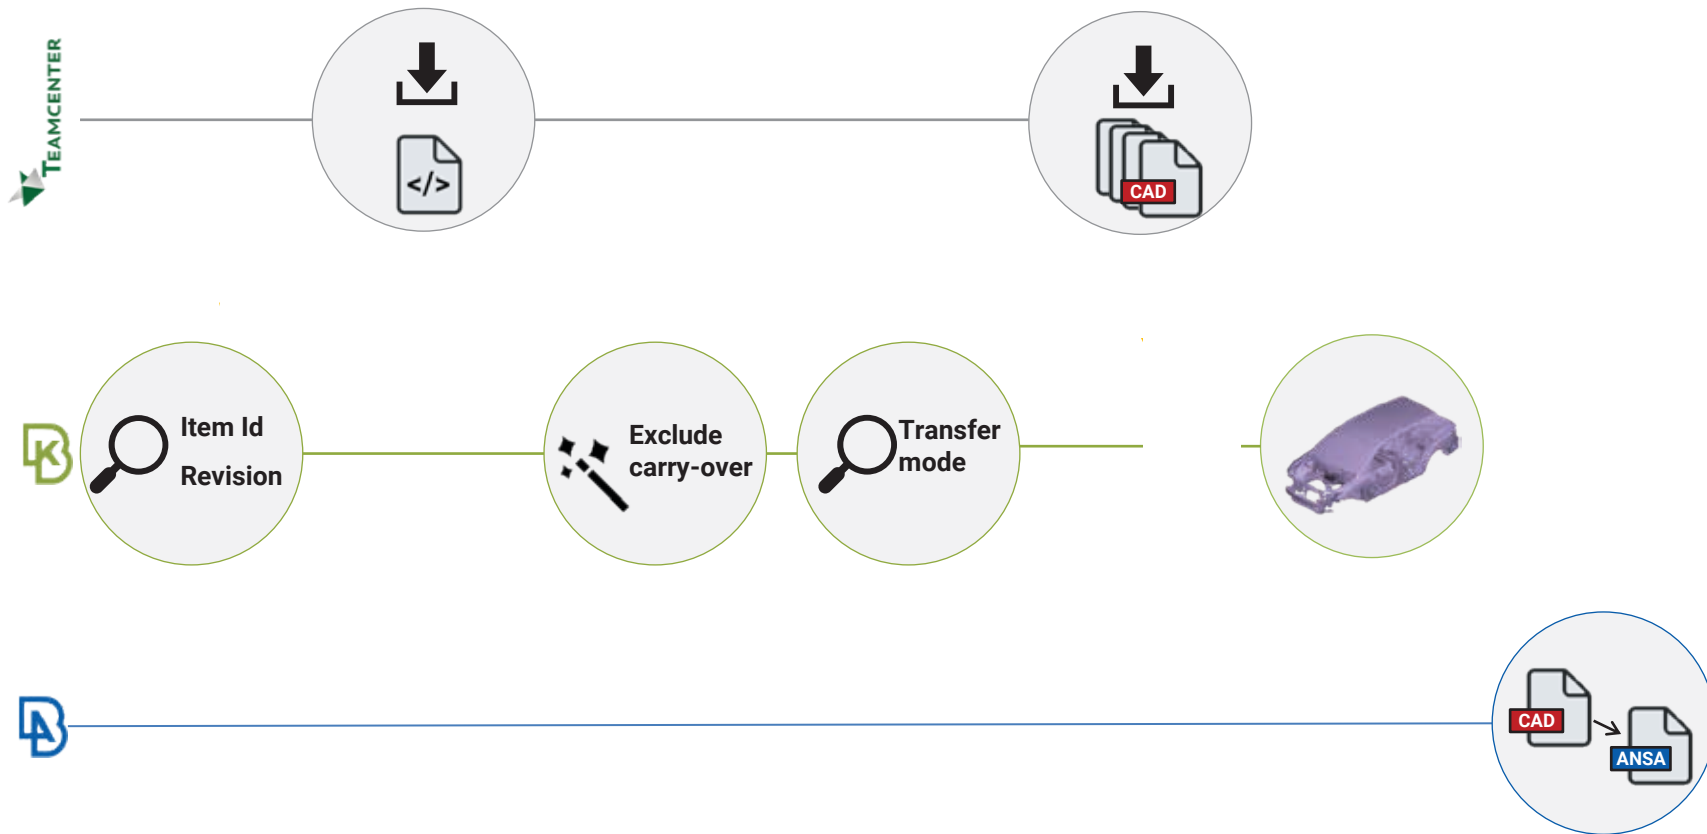 TEAMCENTER
</>
CAD
K
Item Id
Revision
Exclude
carry-over
Transfer
mode
CAD
ANSA